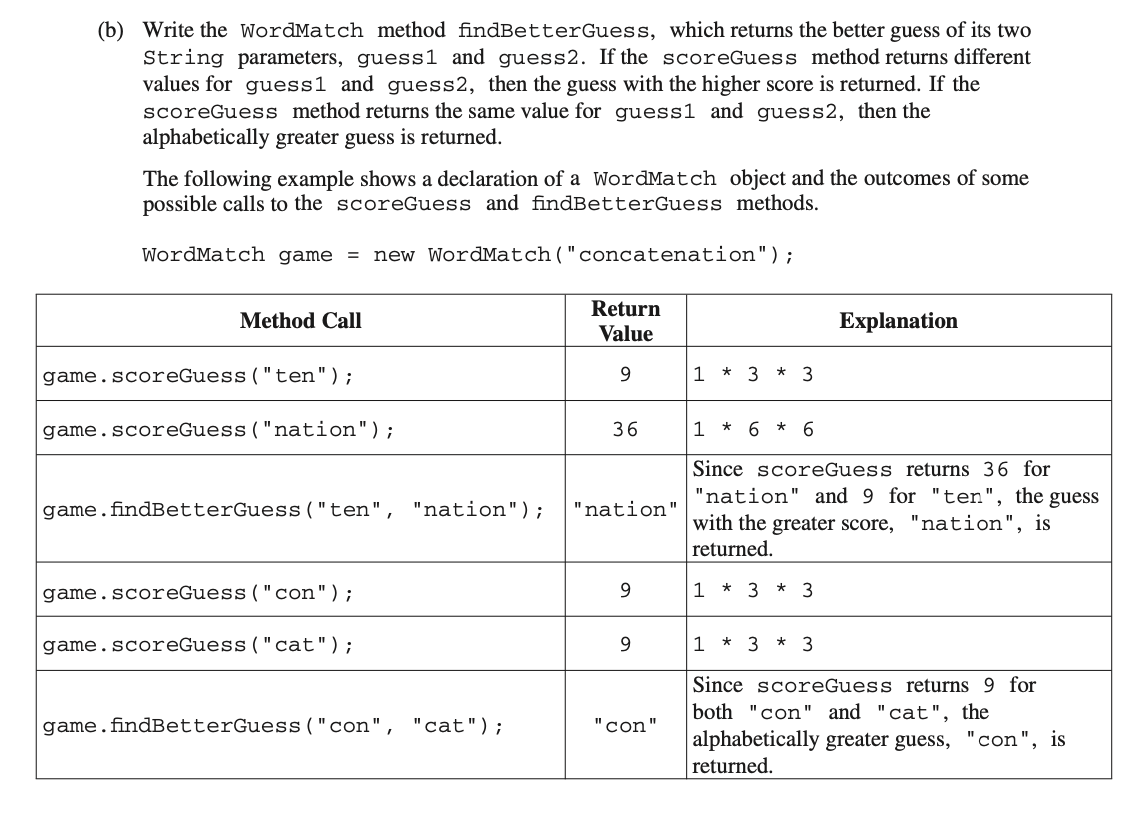 (b) Write the WordMatch method findBetterGuess, which returns the better guess of its two
String parameters, guess1 and guess2. If the scoreGuess method returns different
values for guess1 and guess2, then the guess with the higher score is returned. If the
scoreGuess method returns the same value for guess1 and guess2, then the
alphabetically greater guess is returned.
The following example shows a declaration of a WordMatch object and the outcomes of some
possible calls to the scoreGuess and findBetterGuess methods.
WordMatch game = new WordMatch("concatenation");
Method Call Return Value Explanation
game.scoreGuess("ten"); 9 1 * 3 * 3
game.scoreGuess("nation"); 36 1 * 6 * 6
game.findBetterGuess("ten", "nation"); "nation" Since scoreGuess returns 36 for
"nation" and 9 for "ten", the guess
with the greater score, "nation", is
returned.
game.scoreGuess("con"); 9 1 * 3 * 3
game.scoreGuess("cat"); 9 1 * 3 * 3
game.findBetterGuess("con", "cat"); "con" Since scoreGuess returns 9 for
both "con" and "cat", the
alphabetically greater guess, "con", is
returned.